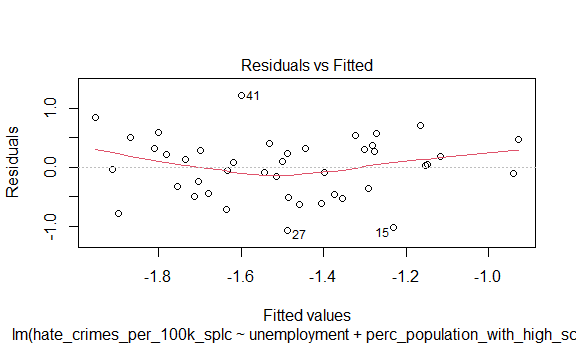 Residuals vs Fitted
Residuals
1.0
0.0
-1.0
41
27
15
-1.8
-1.6
-1.4
-1.2
-1.0
Fitted values
lm(hate_crimes_per_100k_splc ~ unemployment + perc_population_with_high_sc